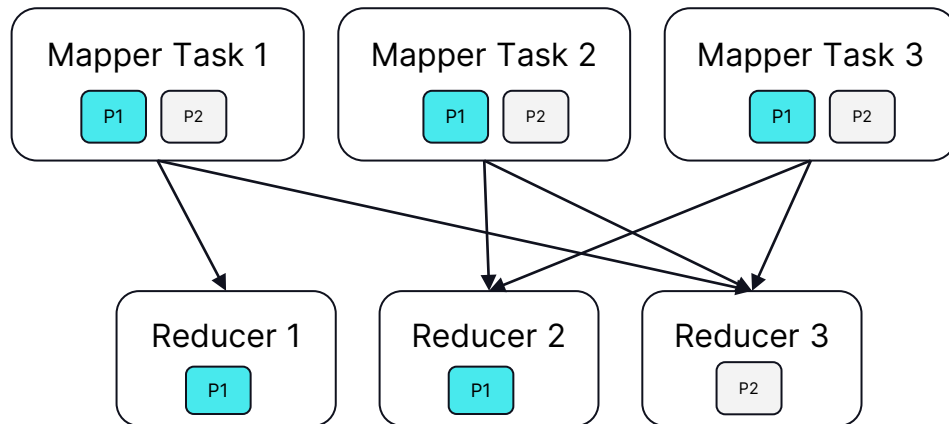 Mapper Task 1
Mapper Task 2
Mapper Task 3
P1
P2
P1
P2
P1
P2
Reducer 1
Reducer 2
Reducer 3
P1
P1
P2